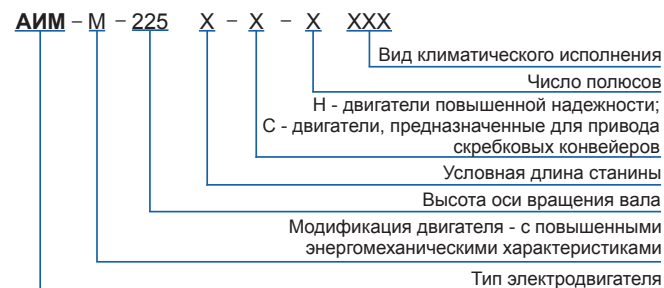 АИМ – М – 225 X – X – X XXX
Вид климатического исполнения
Число полюсов
Н - двигатели повышенной надежности;
С - двигатели, предназначенные для привода
скребковых конвейеров
Условная длина станины
Высота оси вращения вала
Модификация двигателя - с повышенными
энергомеханическими характеристиками
Тип электродвигателя